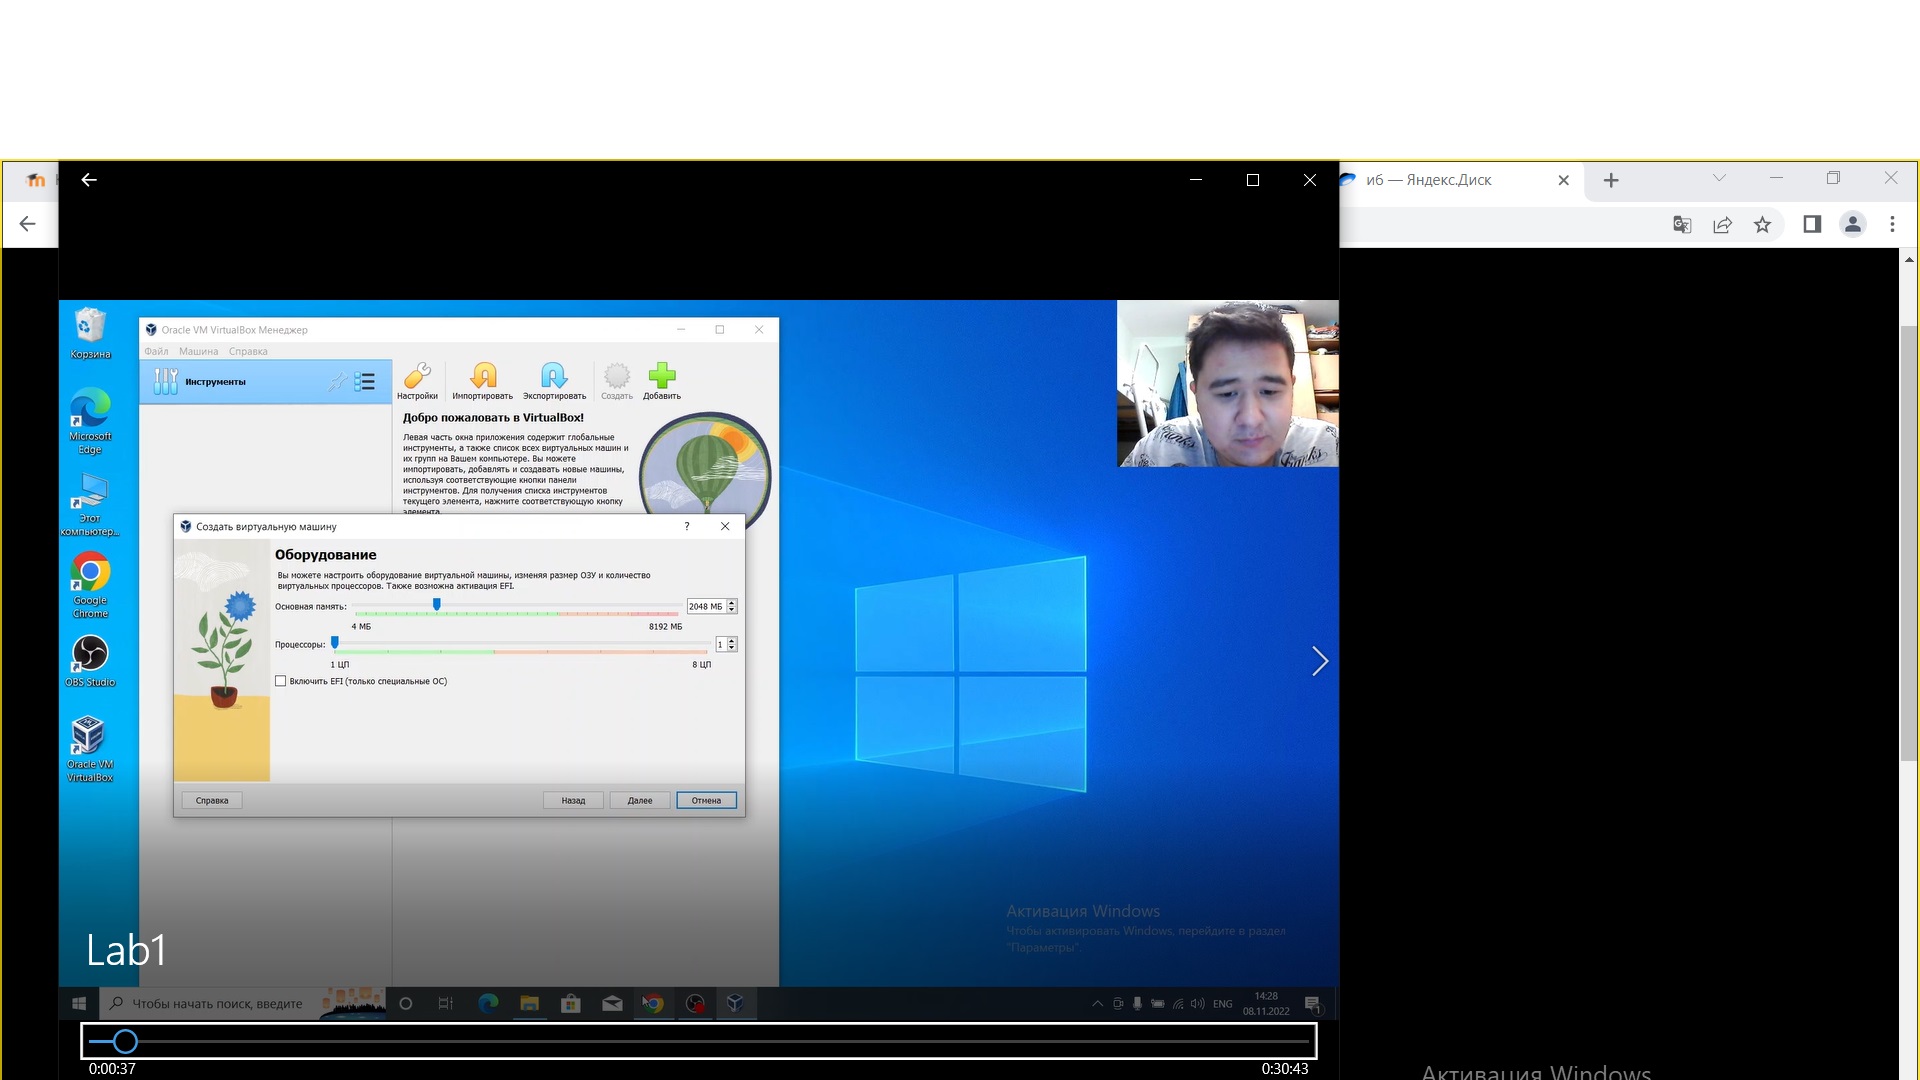 иб — Яндекс.Диск
Корзина
Microsoft
Edge
Этот
компьютер...
Google
Chrome
OBS Studio
Oracle VM
VirtualBox
Oracle VM VirtualBox Менеджер
Файл Машина Справка
Инструменты
Настройки Импортировать Экспортировать Создать Добавить
Добро пожаловать в VirtualBox!
Левая часть окна приложения содержит глобальные
инструменты, а также список всех виртуальных машин и
их групп на Вашем компьютере. Вы можете
импортировать, добавлять и создавать новые машины,
используя соответствующие кнопки панели
инструментов. Для получения списка инструментов
текущего элемента, нажмите соответствующую кнопку
элемента.
Создать виртуальную машину
?
Оборудование
Вы можете настроить оборудование виртуальной машины, изменяя размер ОЗУ и количество
виртуальных процессоров. Также возможна активация EFI.
Основная память: 2048 МБ
4 МБ 8192 МБ
Процессоры: 1
1 ЦП 8 ЦП
Включить EFI (только специальные ОС)
Справка Назад Далее Отмена
Активация Windows
Чтобы активировать Windows, перейдите в раздел
"Параметры".
Lab1
Чтобы начать поиск, введите
ENG
14:28
08.11.2022
1
0:00:37 0:30:43
Активация Windows